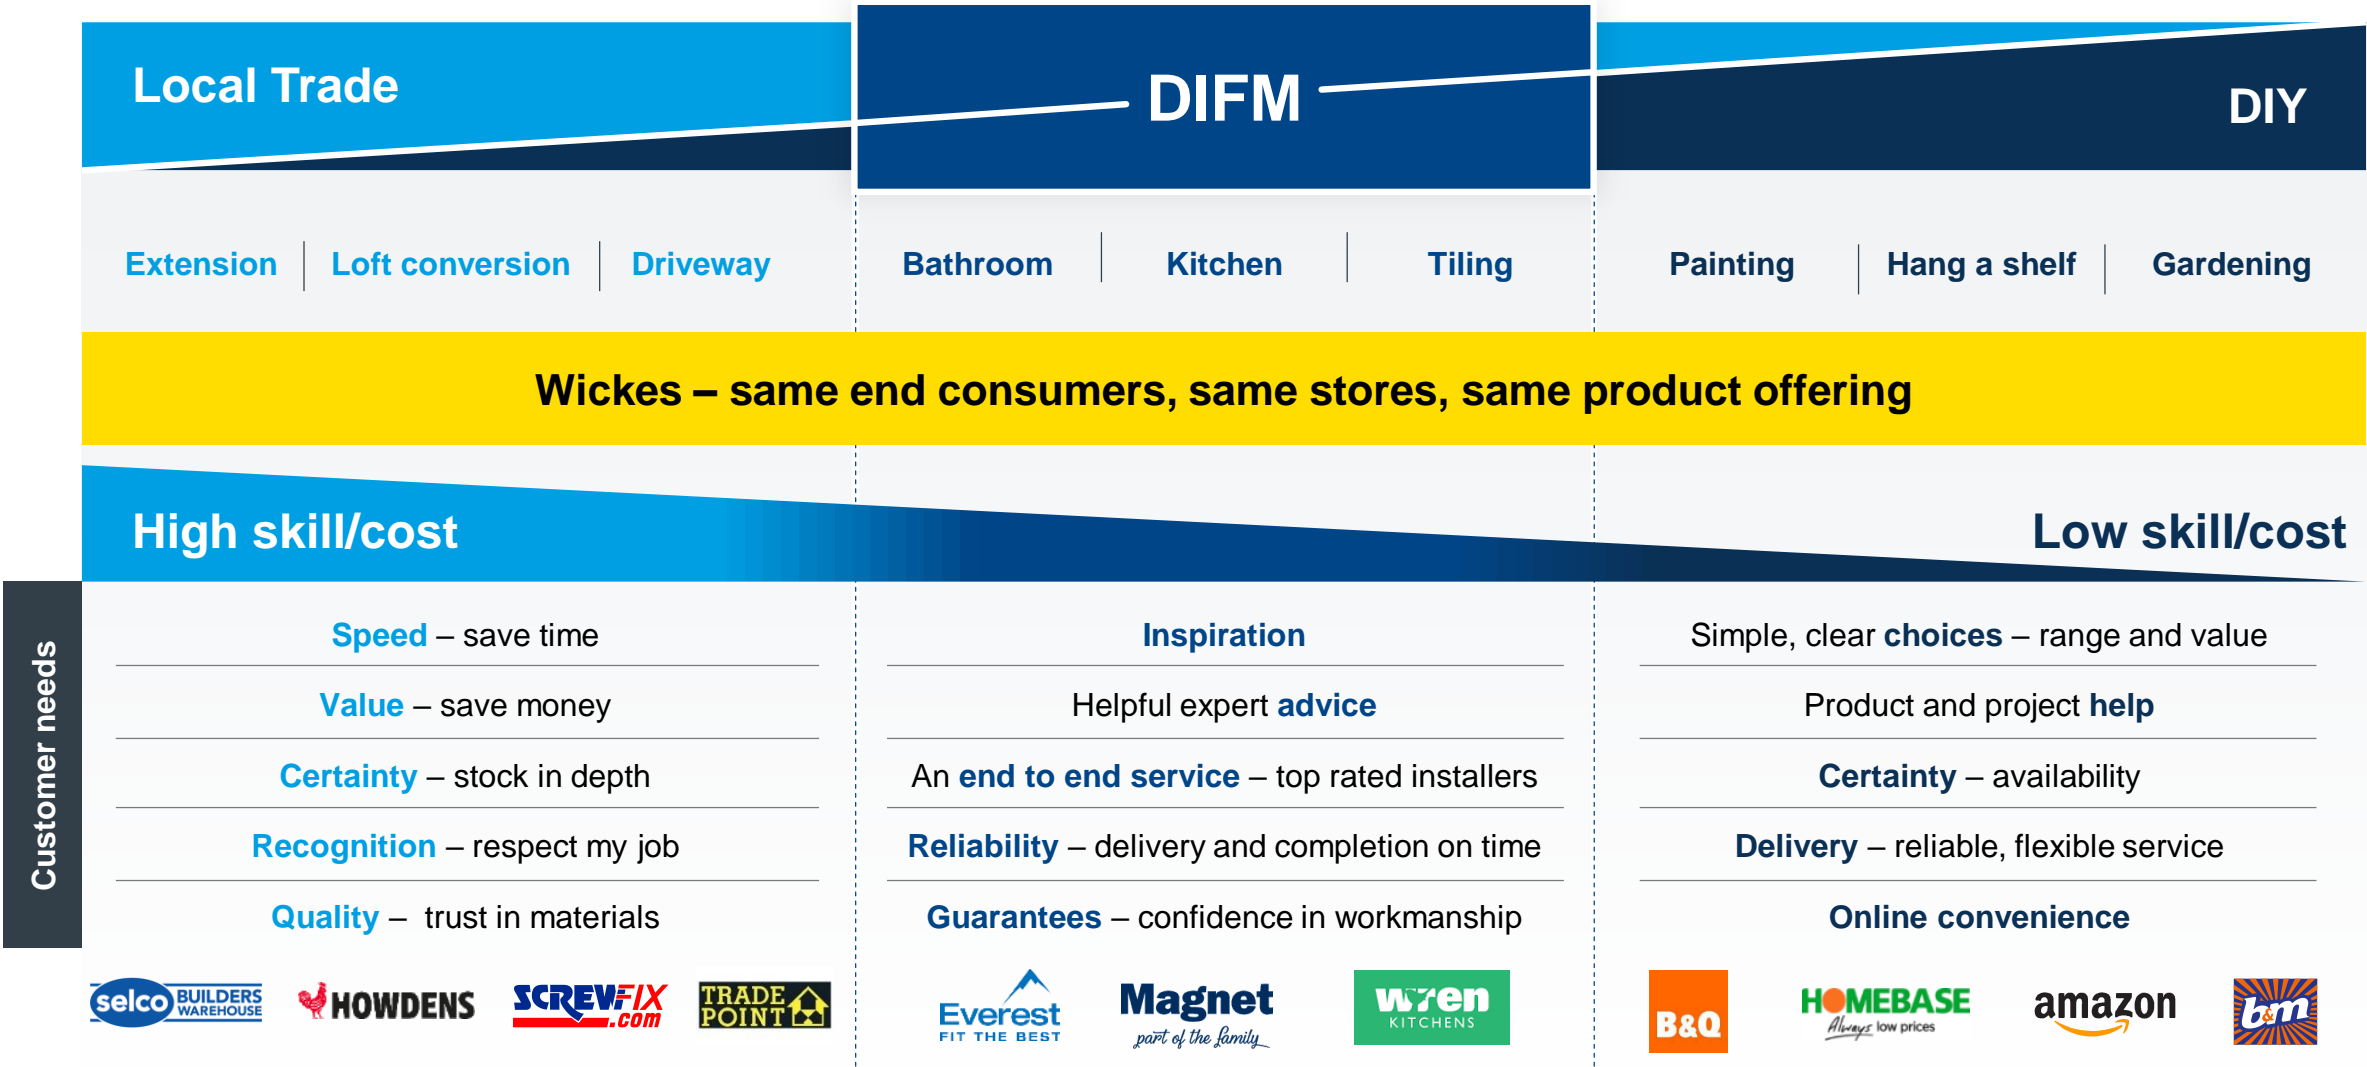 Local Trade
DIFM
DIY
Extension
Loft conversion
Driveway
Bathroom
Kitchen
Tiling
Painting
Hang a shelf
Gardening
Wickes – same end consumers, same stores, same product offering
High skill/cost
Low skill/cost
Customer needs
Speed – save time
Value – save money
Certainty – stock in depth
Recognition – respect my job
Quality – trust in materials
Inspiration
Helpful expert advice
An end to end service – top rated installers
Reliability – delivery and completion on time
Guarantees – confidence in workmanship
Simple, clear choices – range and value
Product and project help
Certainty – availability
Delivery – reliable, flexible service
Online convenience
selco BUILDERS
WAREHOUSE
HOWDENS
SCREWFIX
.com
TRADE
POINT
Everest
FIT THE BEST
Magnet
part of the family
wren
KITCHENS
B&Q
HOMEBASE
Always low prices
amazon
b&m